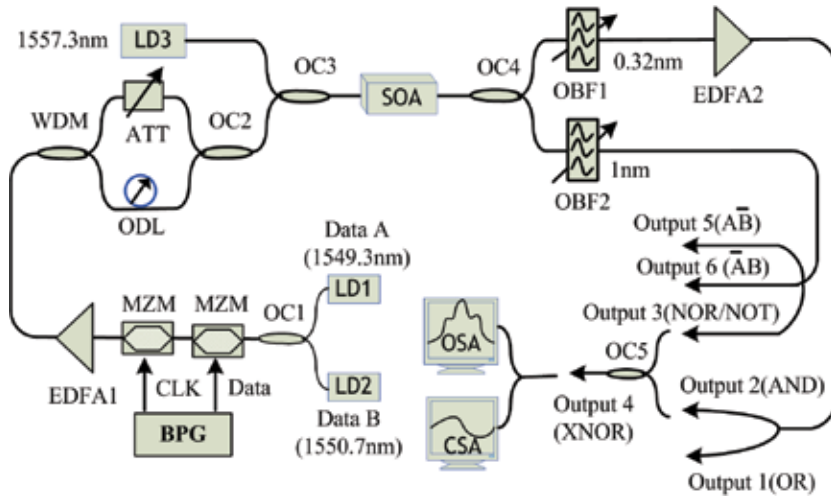 1557.3nm
LD3
OC3
SOA
OC4
OBF1
0.32nm
EDFA2
WDM
ATT
OC2
ODL
OBF2
1nm
Data A
(1549.3nm)
LD1
MZM
MZM
OC1
LD2
Data B
(1550.7nm)
EDFA1
CLK
Data
BPG
OSA
CSA
Output 5(AB̅)
Output 6 (A̅B)
Output 3(NOR/NOT)
OC5
Output 4
(XNOR)
Output 2(AND)
Output 1(OR)